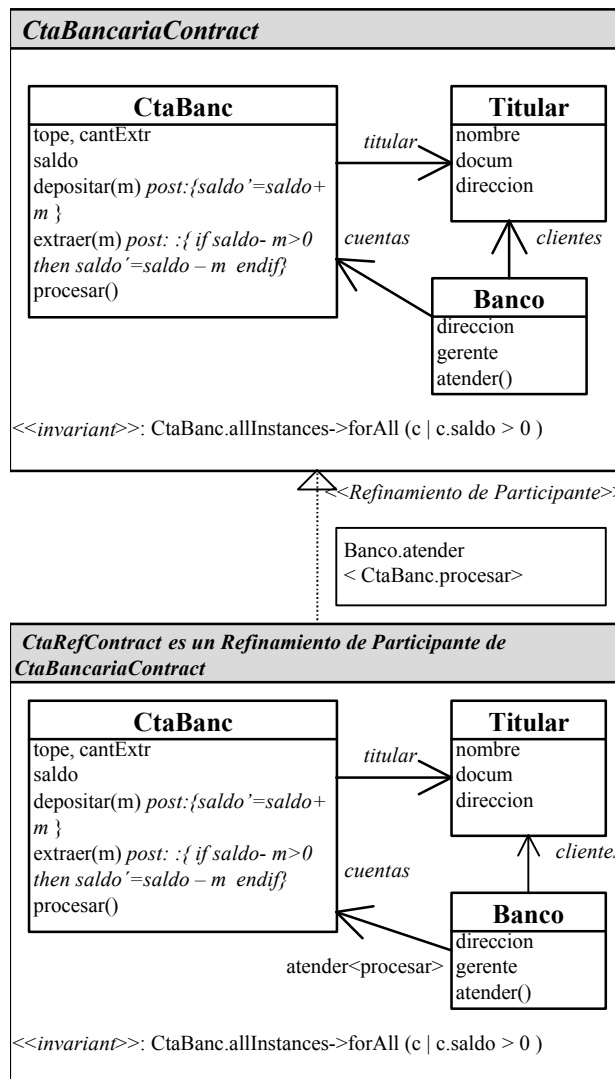 CtaBancariaContract
CtaBanc
tope, cantExtr
saldo
depositar(m) post:{saldo’=saldo+
m }
extraer(m) post: :{ if saldo- m>0
then saldo´=saldo – m endif}
procesar()
titular
Titular
nombre
docum
direccion
cuentas
clientes
Banco
direccion
gerente
atender()
<<invariant>>: CtaBanc.allInstances->forAll (c | c.saldo > 0 )
<<Refinamiento de Participante>>
Banco.atender
< CtaBanc.procesar>
CtaRefContract es un Refinamiento de Participante de
CtaBancariaContract
CtaBanc
tope, cantExtr
saldo
depositar(m) post:{saldo’=saldo+
m }
extraer(m) post: :{ if saldo- m>0
then saldo´=saldo – m endif}
procesar()
titular
Titular
nombre
docum
direccion
cuentas
clientes
Banco
direccion
gerente
atender()
atender<procesar>
<<invariant>>: CtaBanc.allInstances->forAll (c | c.saldo > 0 )